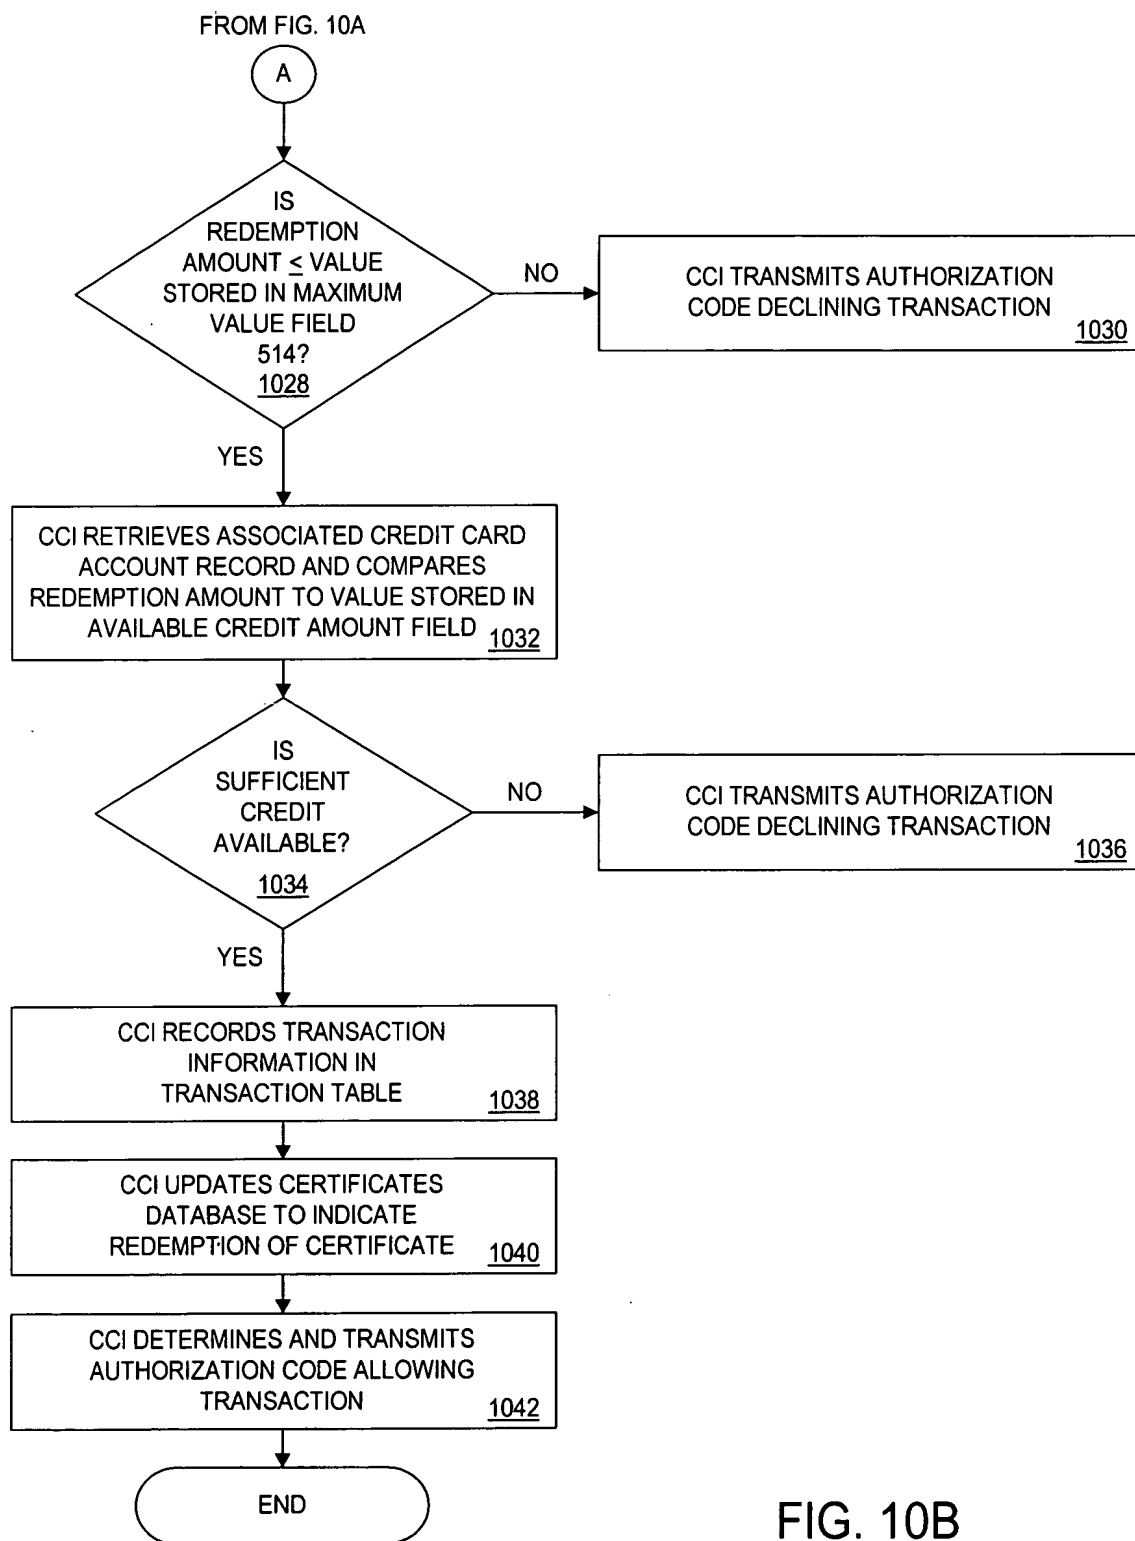 FROM FIG. 10A
A
IS
REDEMPTION
AMOUNT ≤ VALUE
STORED IN MAXIMUM
VALUE FIELD
514?
1028
NO
CCI TRANSMITS AUTHORIZATION
CODE DECLINING TRANSACTION
1030
YES
CCI RETRIEVES ASSOCIATED CREDIT CARD
ACCOUNT RECORD AND COMPARES
REDEMPTION AMOUNT TO VALUE STORED IN
AVAILABLE CREDIT AMOUNT FIELD 1032
IS
SUFFICIENT
CREDIT
AVAILABLE?
1034
NO
CCI TRANSMITS AUTHORIZATION
CODE DECLINING TRANSACTION
1036
YES
CCI RECORDS TRANSACTION
INFORMATION IN
TRANSACTION TABLE 1038
CCI UPDATES CERTIFICATES
DATABASE TO INDICATE
REDEMPTION OF CERTIFICATE 1040
CCI DETERMINES AND TRANSMITS
AUTHORIZATION CODE ALLOWING
TRANSACTION 1042
END
FIG. 10B